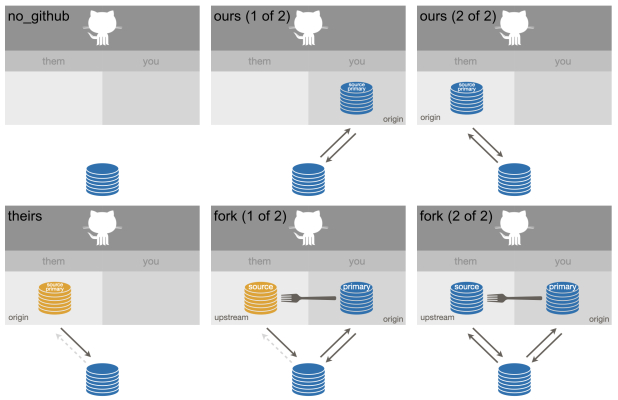 no_github
them you
ours (1 of 2)
them you
source
primary
origin
ours (2 of 2)
them you
source
primary
origin
theirs
them you
source
primary
origin
fork (1 of 2)
them you
source primary
upstream origin
fork (2 of 2)
them you
source primary
upstream origin